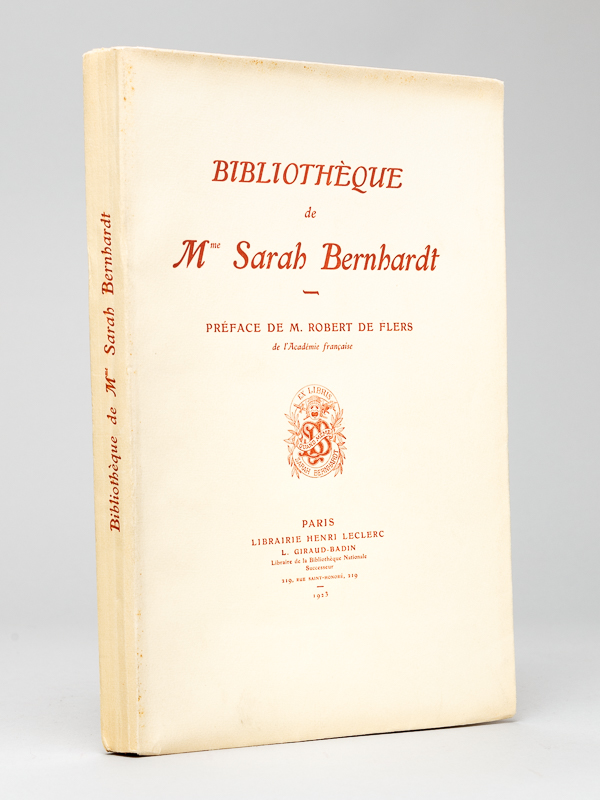 Bibliothèque de Mme Sarah Bernhardt
BIBLIOTHÈQUE
de
Mme Sarah Bernhardt
PRÉFACE DE M. ROBERT DE FLERS
de l'Académie française
EX LIBRIS
QUAND MÊME
SARAH BERNHARDT
PARIS
LIBRAIRIE HENRI LECLERC
L. GIRAUD-BADIN
Libraire de la Bibliothèque Nationale
Successeur
219, RUE SAINT-HONORÉ, 219
1923